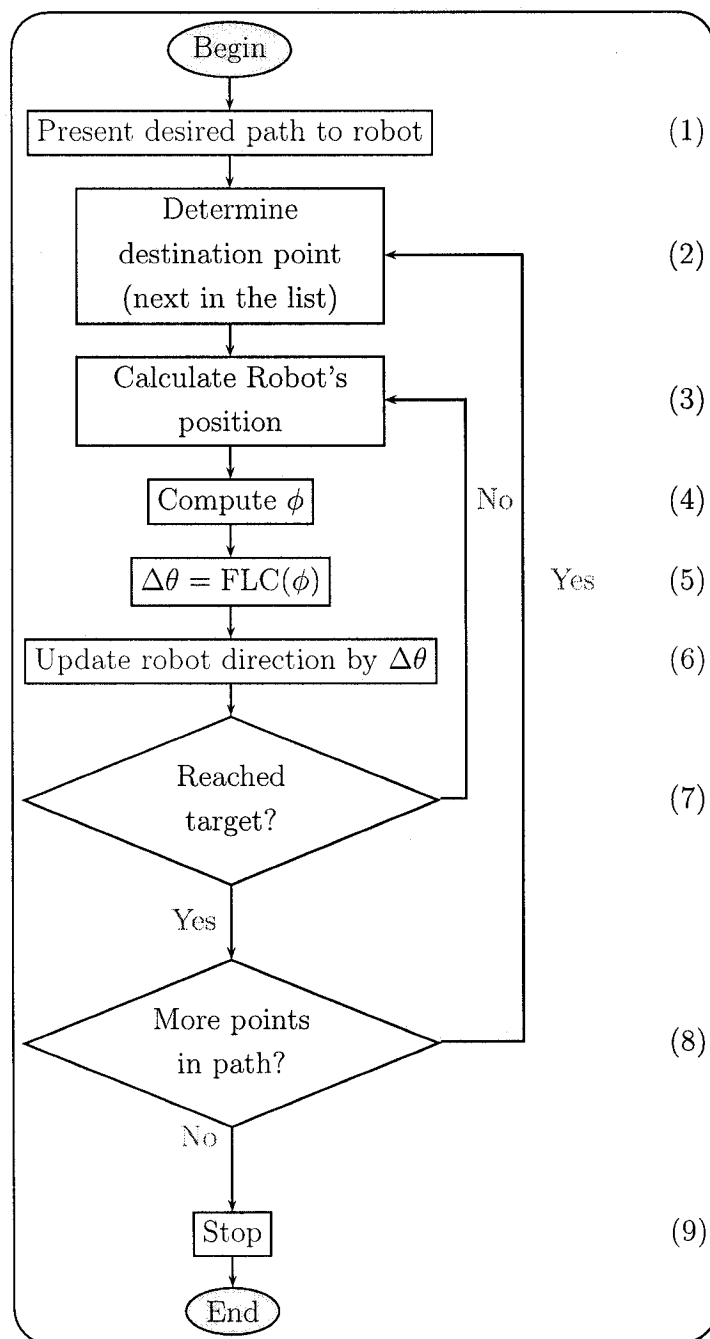 Begin
Present desired path to robot
(1)
Determine
destination point
(next in the list)
(2)
Calculate Robot's
position
(3)
Compute ϕ
No
(4)
Δθ = FLC(ϕ)
Yes
(5)
Update robot direction by Δθ
(6)
Reached
target?
(7)
Yes
More points
in path?
(8)
No
Stop
(9)
End